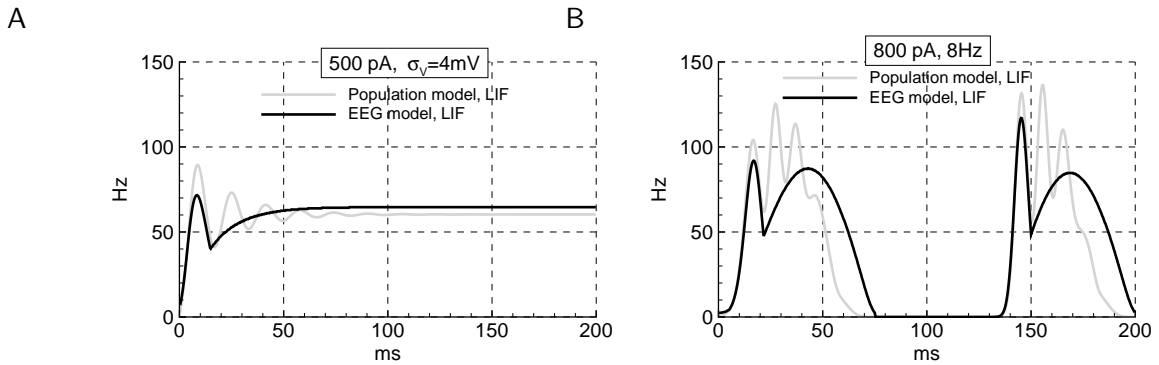 A
500 pA, σV=4mV
Population model, LIF
EEG model, LIF
Hz
150
100
50
0
0 50 100 150 200
ms
B
800 pA, 8Hz
Population model, LIF
EEG model, LIF
Hz
150
100
50
0
0 50 100 150 200
ms